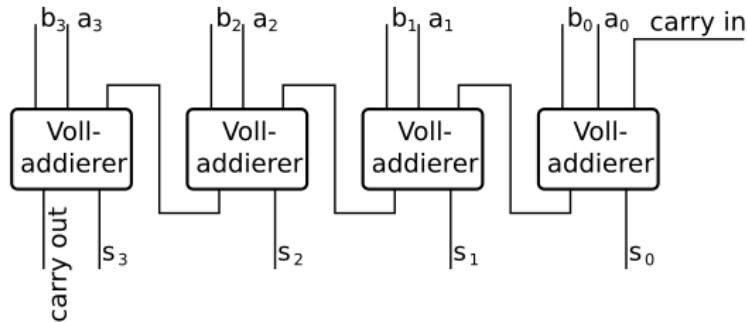 b₃ a₃ b₂ a₂ b₁ a₁ b₀ a₀ carry in
Voll- Voll- Voll- Voll-
addierer addierer addierer addierer
carry out s₃ s₂ s₁ s₀